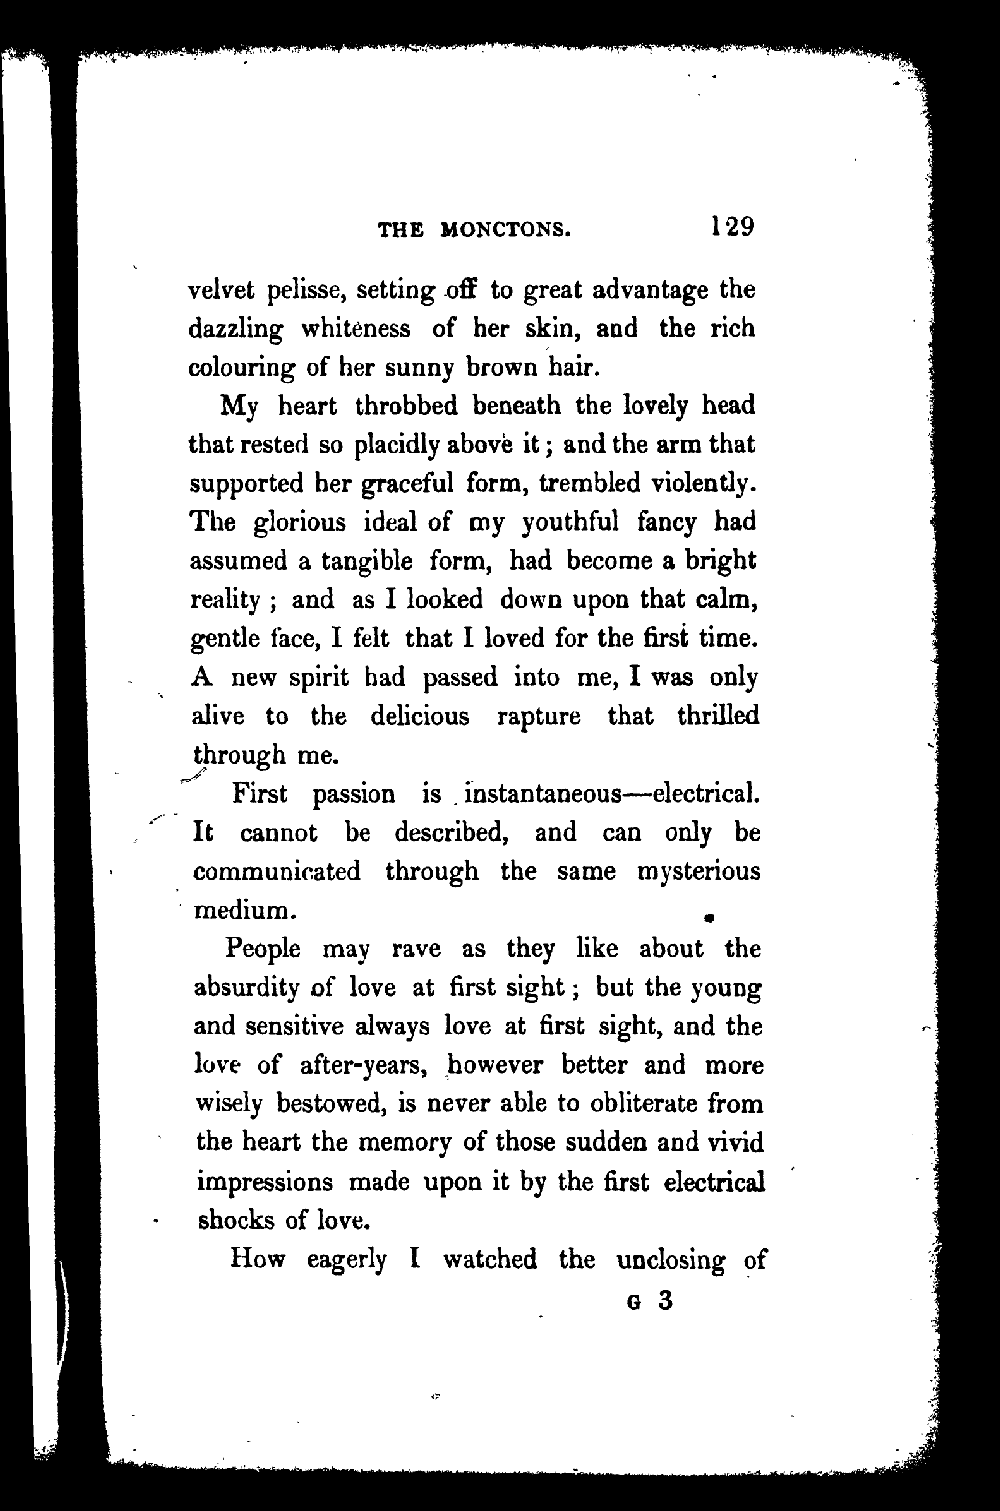 THE MONCTONS. 129
velvet pelisse, setting off to great advantage the
dazzling whiteness of her skin, and the rich
colouring of her sunny brown hair.
My heart throbbed beneath the lovely head
that rested so placidly above it ; and the arm that
supported her graceful form, trembled violently.
The glorious ideal of my youthful fancy had
assumed a tangible form, had become a bright
reality ; and as I looked down upon that calm,
gentle face, I felt that I loved for the first time.
A new spirit had passed into me, I was only
alive to the delicious rapture that thrilled
through me.
First passion is instantaneous—electrical.
It cannot be described, and can only be
communicated through the same mysterious
medium.
People may rave as they like about the
absurdity of love at first sight ; but the young
and sensitive always love at first sight, and the
love of after-years, however better and more
wisely bestowed, is never able to obliterate from
the heart the memory of those sudden and vivid
impressions made upon it by the first electrical
shocks of love.
How eagerly I watched the unclosing of
G 3